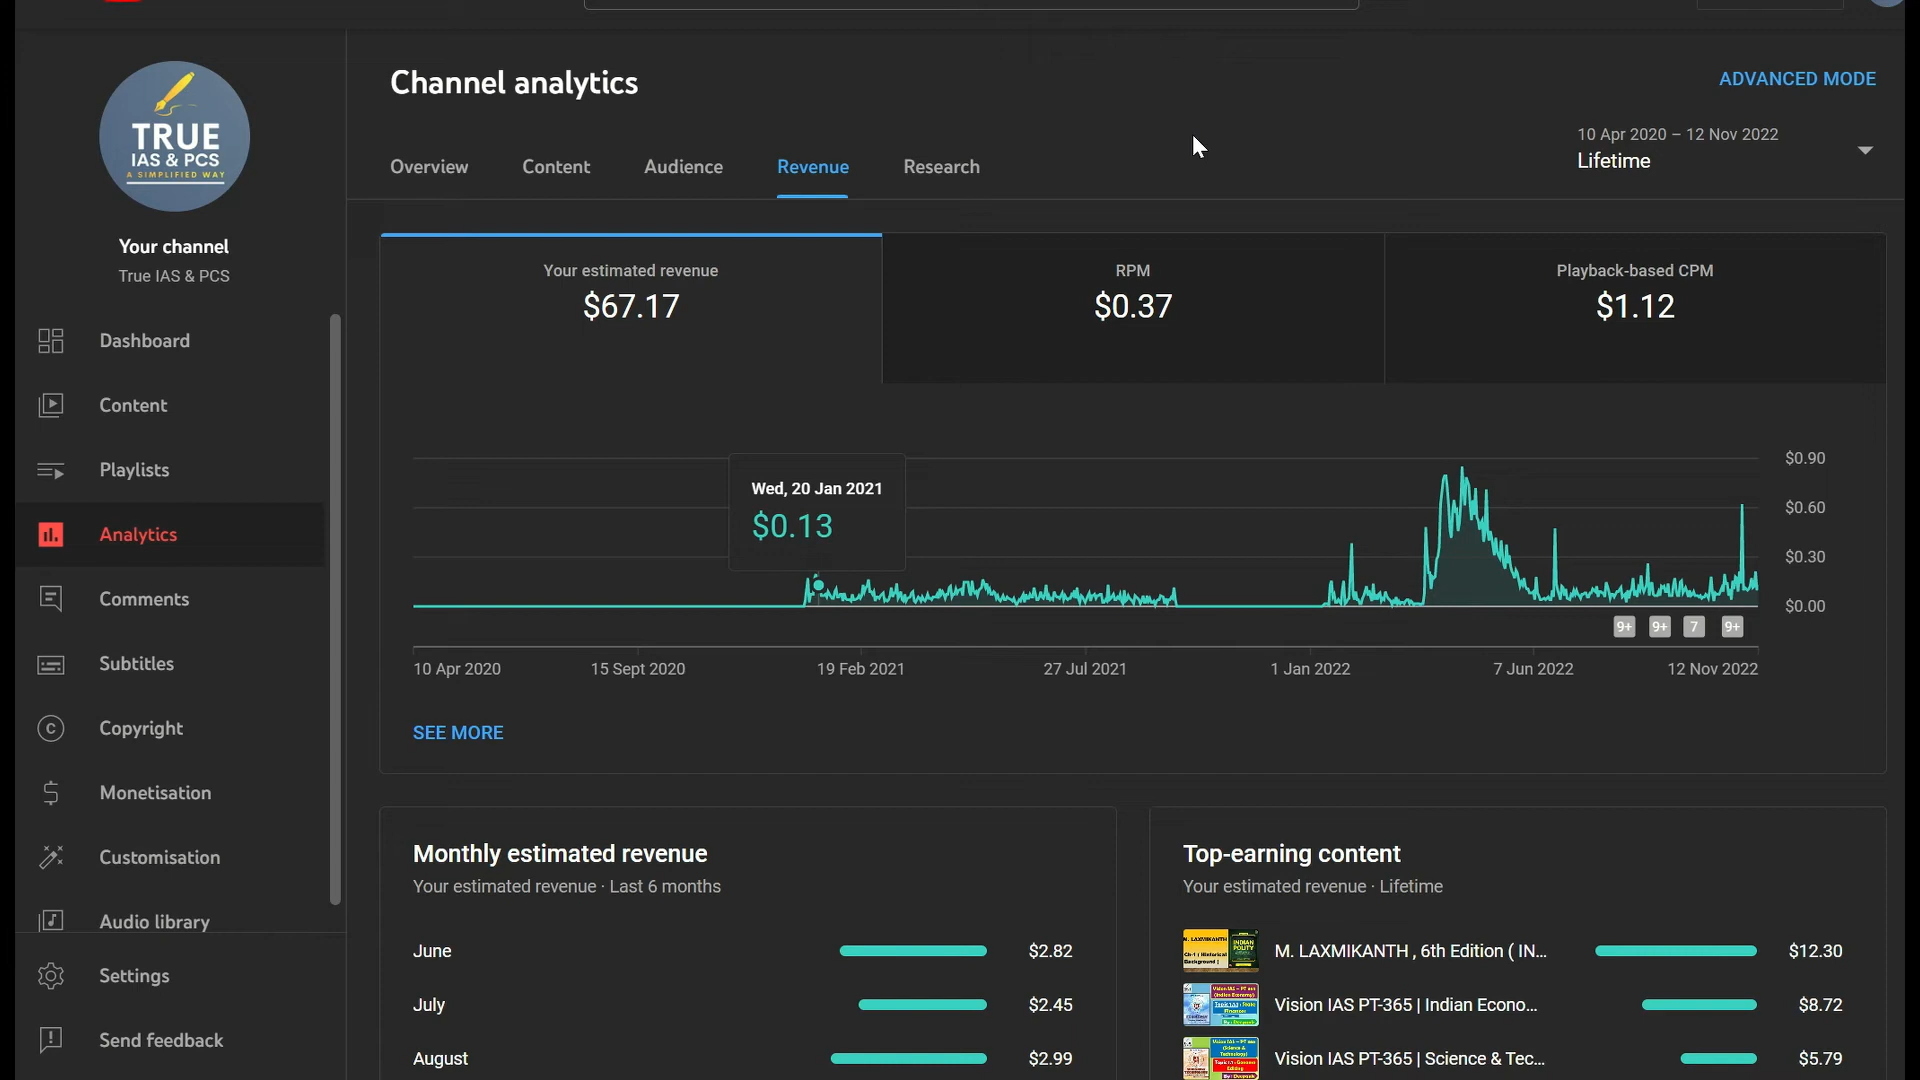 Channel analytics
ADVANCED MODE
TRUE
IAS & PCS
A SIMPLIFIED WAY
10 Apr 2020 – 12 Nov 2022
Lifetime
Overview
Content
Audience
Revenue
Research
Your channel
True IAS & PCS
Your estimated revenue
$67.17
RPM
$0.37
Playback-based CPM
$1.12
Dashboard
Content
Playlists
Analytics
Comments
Subtitles
Copyright
Monetisation
Customisation
Audio library
Settings
Send feedback
Wed, 20 Jan 2021
$0.13
$0.90
$0.60
$0.30
$0.00
9+
9+
7
9+
10 Apr 2020
15 Sept 2020
19 Feb 2021
27 Jul 2021
1 Jan 2022
7 Jun 2022
12 Nov 2022
SEE MORE
Monthly estimated revenue
Your estimated revenue · Last 6 months
June $2.82
July $2.45
August $2.99
Top-earning content
Your estimated revenue · Lifetime
M. LAXMIKANTH , 6th Edition ( IN... $12.30
Vision IAS PT-365 | Indian Econo... $8.72
Vision IAS PT-365 | Science & Tec... $5.79